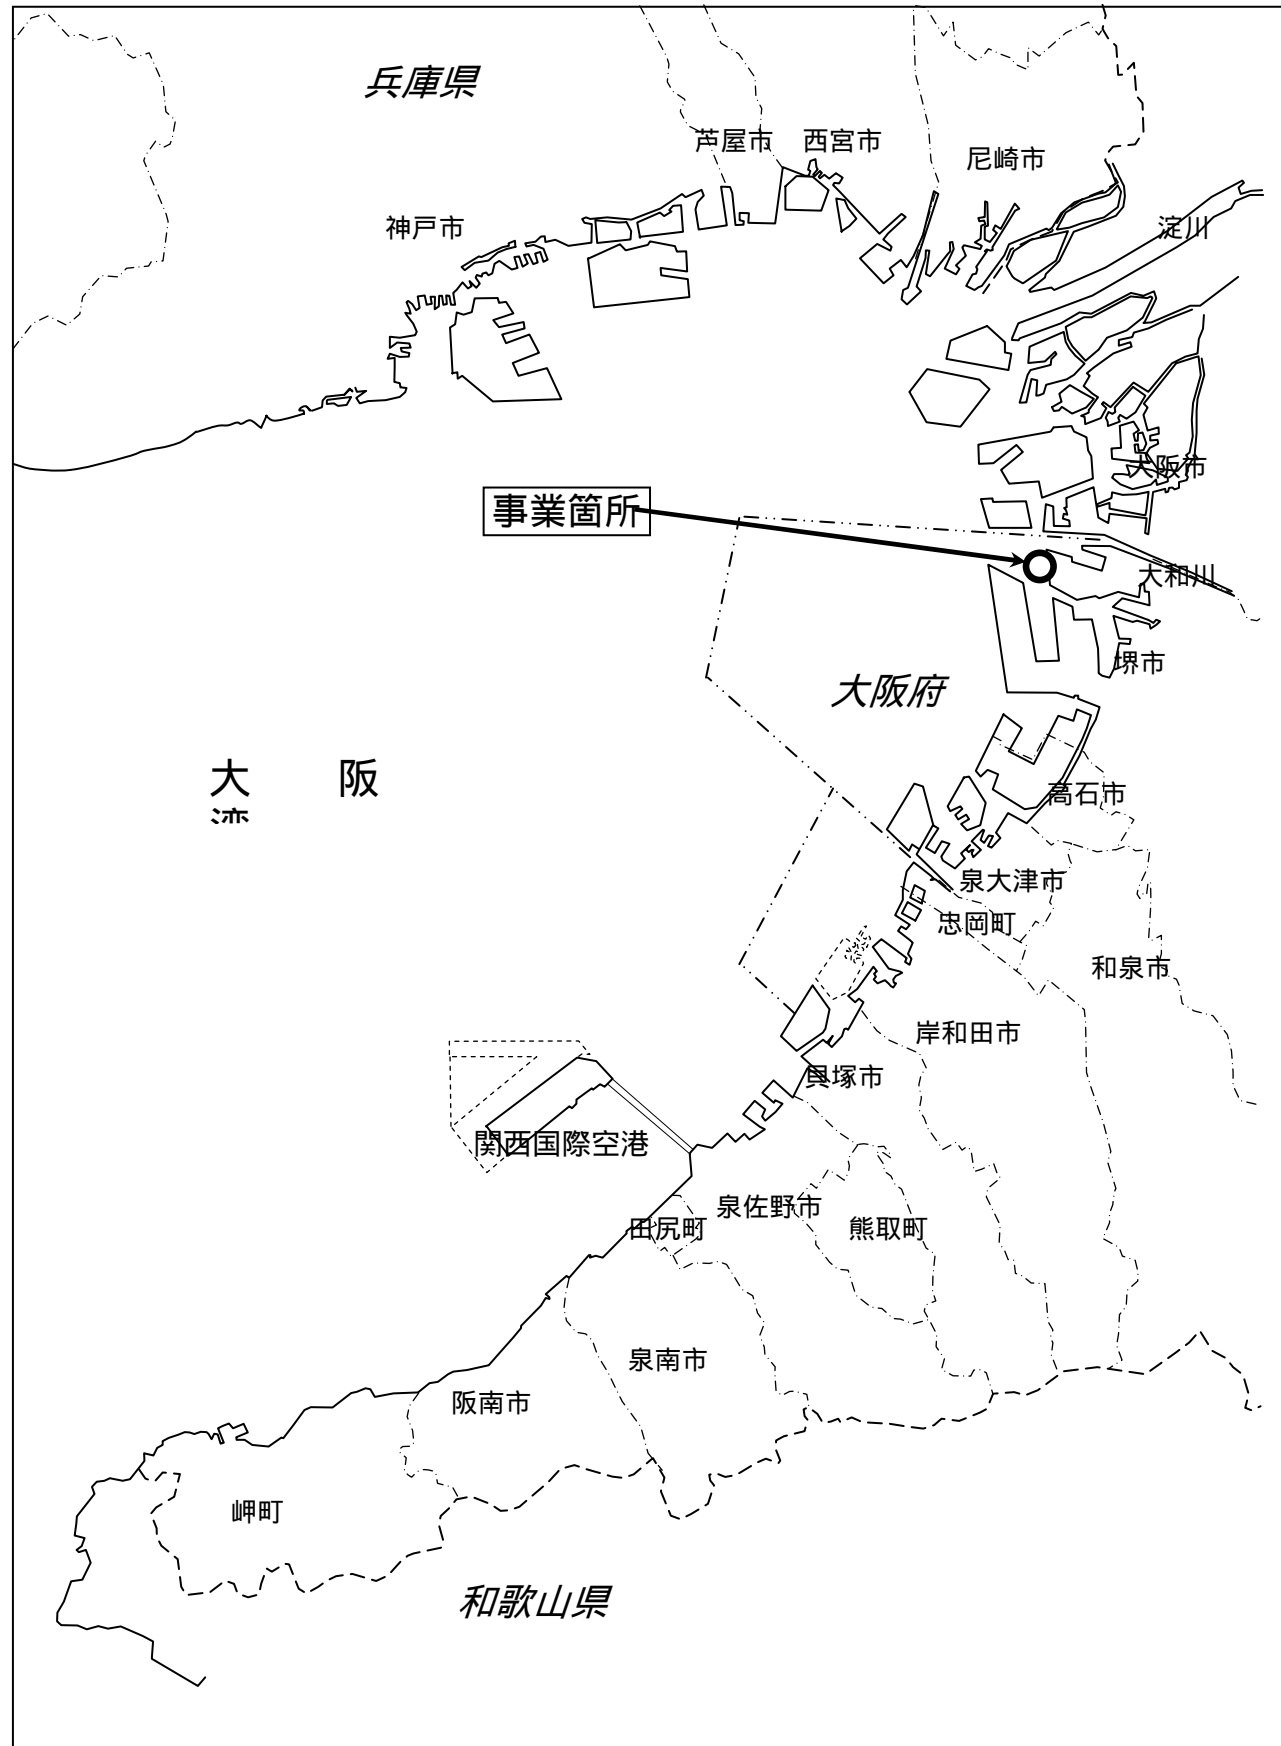 兵庫県
芦屋市
西宮市
尼崎市
神戸市
淀川
大阪市
事業箇所
大和川
堺市
大阪府
大 阪
湾
高石市
泉大津市
忠岡町
和泉市
岸和田市
貝塚市
関西国際空港
泉佐野市
田尻町
熊取町
泉南市
阪南市
岬町
和歌山県